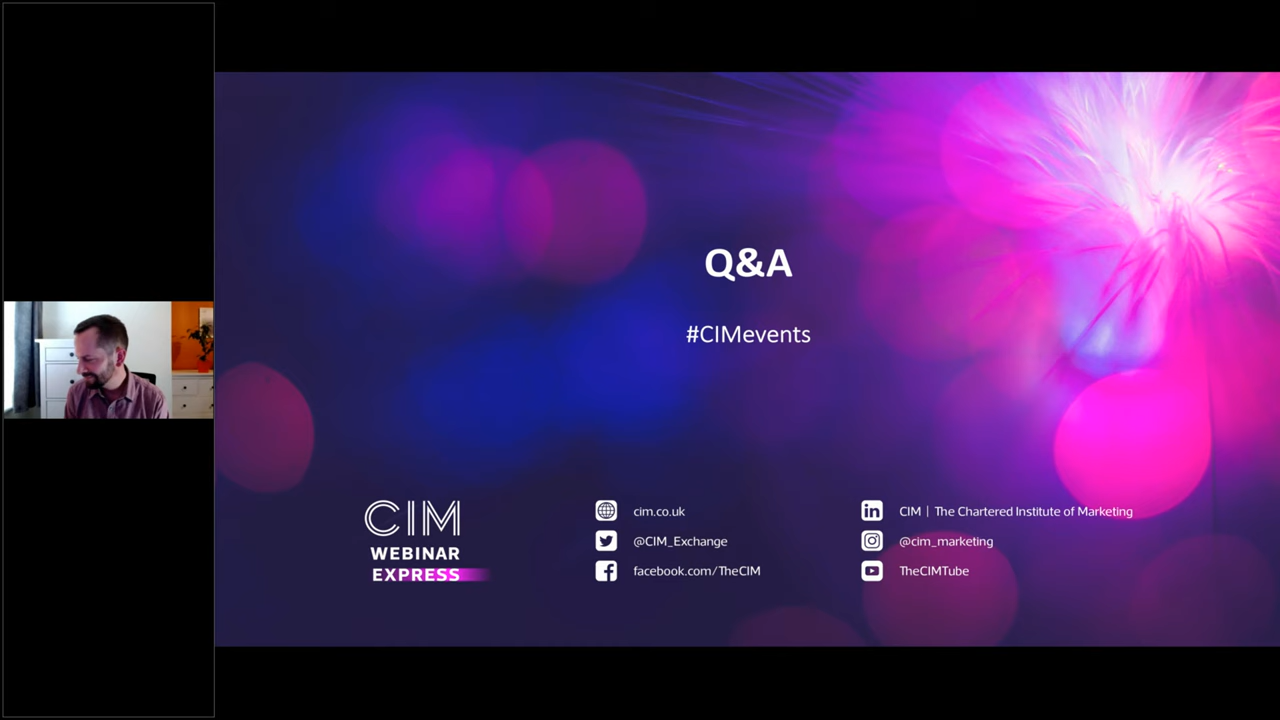 Q&A
#CIMevents
CIM
WEBINAR
EXPRESS
cim.co.uk
@CIM_Exchange
facebook.com/TheCIM
CIM | The Chartered Institute of Marketing
@cim_marketing
TheCIMTube